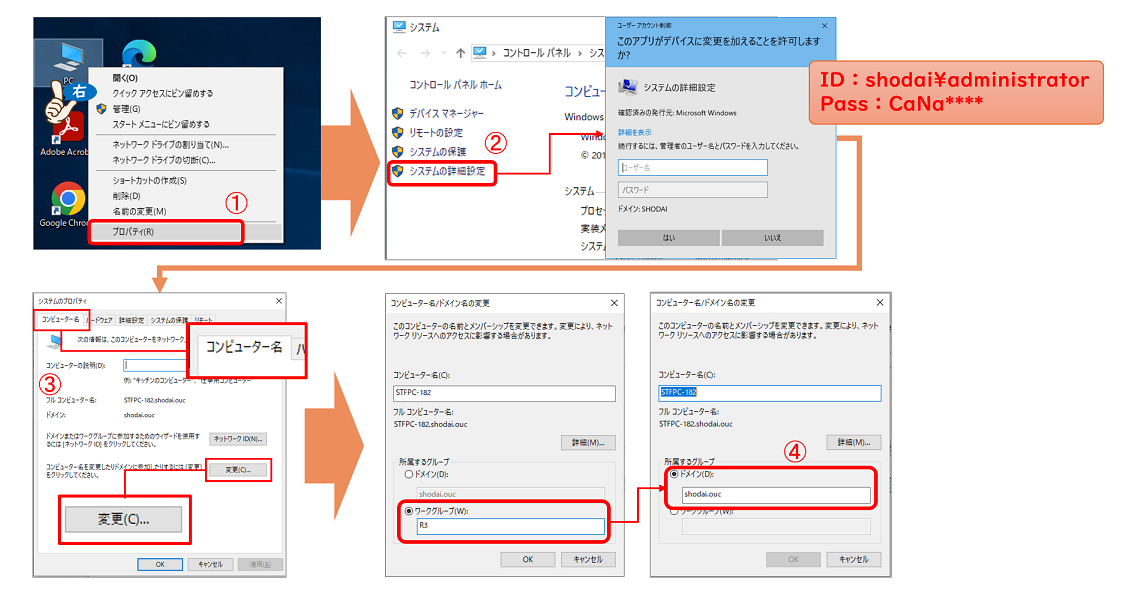 PC
右
Adobe Acrob
Google Chro
開く(O)
クイック アクセスにピン留めする
管理(G)
スタート メニューにピン留めする
ネットワーク ドライブの割り当て(N)...
ネットワーク ドライブの切断(C)...
ショートカットの作成(S)
削除(D)
名前の変更(M)
①
プロパティ(R)
システム
コントロール パネル › シス
コントロール パネル ホーム
デバイス マネージャー
リモートの設定
システムの保護
システムの詳細設定
②
コンピュー
Windows
Windo
© 201
システム
プロセ
実装メ
システ
ユーザー アカウント制御
このアプリがデバイスに変更を加えることを許可します
か?
システムの詳細設定
確認済みの発行元: Microsoft Windows
詳細を表示
続行するには、管理者のユーザー名とパスワードを入力してください。
ユーザー名
パスワード
ドメイン: SHODAI
はい
いいえ
ID：shodai¥administrator
Pass：CaNa****
システムのプロパティ
コンピューター名 ハードウェア 詳細設定 システムの保護 リモート
次の情報は、このコンピューターをネットワーク
コンピューター名
コンピューターの説明(D):
例: "キッチンのコンピューター"、"仕事用コンピューター"
③
フル コンピューター名: STFPC-182.shodai.ouc
ドメイン: shodai.ouc
ドメインまたはワークグループに参加するためのウィザードを使用す
るには [ネットワーク ID] をクリックしてください。
ネットワーク ID(N)...
コンピューター名を変更したりドメインに参加したりするには [変更]
をクリックしてください。
変更(C)...
変更(C)...
OK キャンセル 適用(A)
コンピューター名/ドメイン名の変更
このコンピューターの名前とメンバーシップを変更できます。変更により、ネット
ワーク リソースへのアクセスに影響する場合があります。
コンピューター名(C):
STFPC-182
フル コンピューター名:
STFPC-182.shodai.ouc
詳細(M)...
所属するグループ
ドメイン(D):
shodai.ouc
ワークグループ(W):
R3
OK キャンセル
コンピューター名/ドメイン名の変更
このコンピューターの名前とメンバーシップを変更できます。変更により、ネット
ワーク リソースへのアクセスに影響する場合があります。
コンピューター名(C):
STFPC-182
フル コンピューター名:
STFPC-182.shodai.ouc
詳細(M)...
④
所属するグループ
ドメイン(D):
shodai.ouc
ワークグループ(W):
OK キャンセル